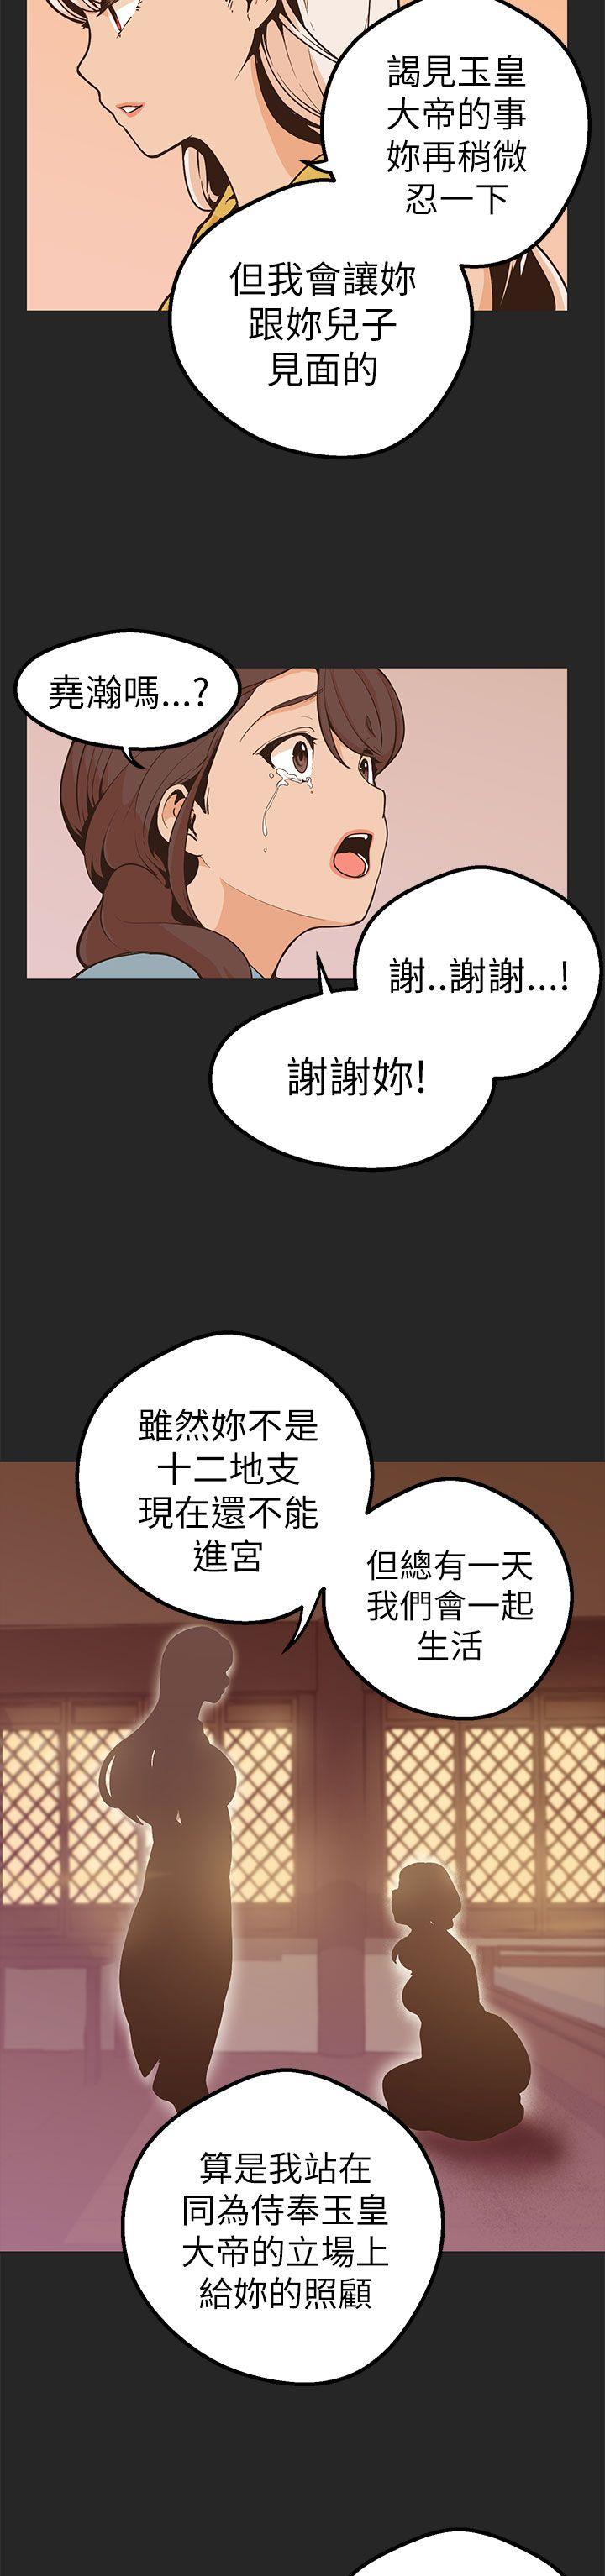 謁見玉皇
大帝的事
妳再稍微
忍一下
但我會讓妳
跟妳兒子
見面的
堯瀚嗎...?
謝..謝謝...!
謝謝妳!
雖然妳不是
十二地支
現在還不能
進宮
但總有一天
我們會一起
生活
算是我站在
同為侍奉玉皇
大帝的立場上
給妳的照顧